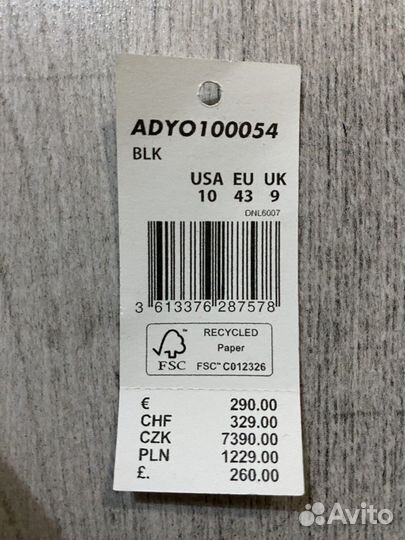 ADYO100054
BLK
USA EU UK
10 43 9
DNL6007
3 613376 287578
RECYCLED
Paper
FSC
FSC™ C012326
€ 290.00
CHF 329.00
CZK 7390.00
PLN 1229.00
£. 260.00
Avito